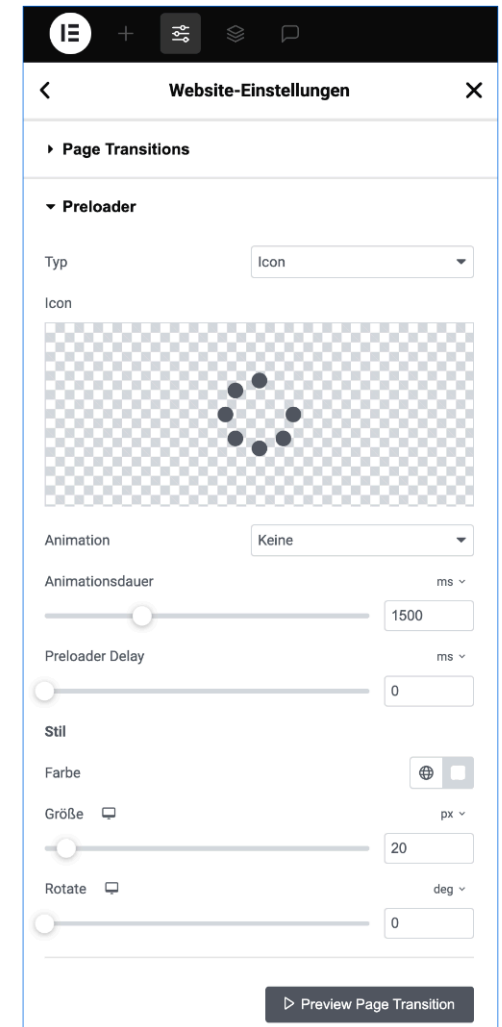 Website-Einstellungen
Page Transitions
Preloader
Typ Icon
Icon
Animation Keine
Animationsdauer ms
1500
Preloader Delay ms
0
Stil
Farbe
Größe px
20
Rotate deg
0
Preview Page Transition